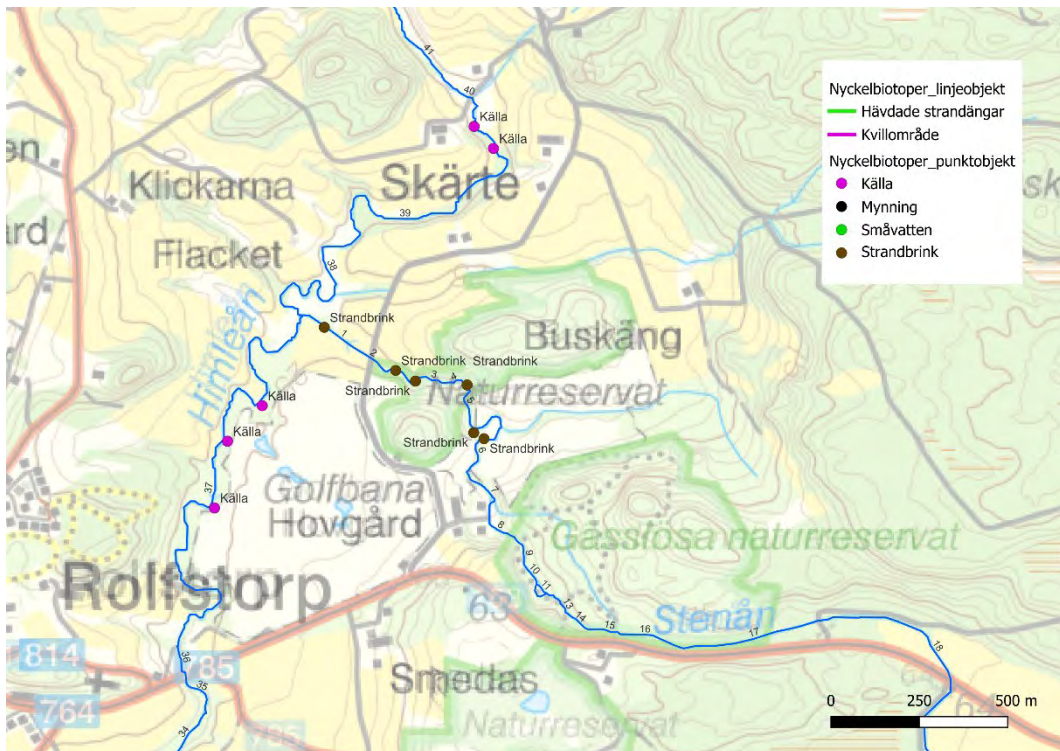 41
40
Källa
Källa
Skärte
Klickarna
39
Flacket
38
Himleån
Strandbrink
1
2
Strandbrink
Strandbrink
3
4
Strandbrink
Buskäng
Naturreservat
5
Strandbrink
Strandbrink
6
Källa
Källa
37
Källa
7
8
9
10
11
13
14
15
16
17
18
Golfbana
Hovgård
Gässlösa naturreservat
Rolfstorp
63
Stenån
814
764
785
36
35
34
Smedas
Naturreservat
64
Nyckelbiotoper_linjeobjekt
Hävdade strandängar
Kvillområde
Nyckelbiotoper_punktobjekt
Källa
Mynning
Småvatten
Strandbrink
0 250 500 m